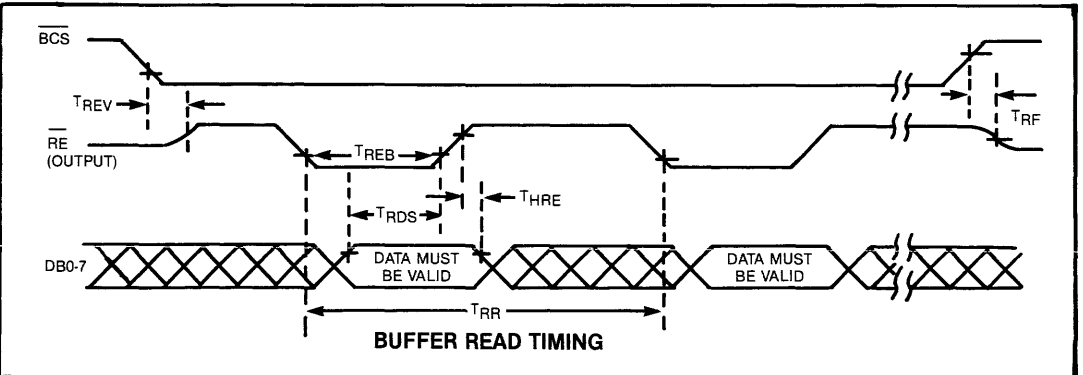 BCS
TREV
TRF
RE
(OUTPUT)
TREB
THRE
TRDS
DB0-7
DATA MUST
BE VALID
DATA MUST
BE VALID
TRR
BUFFER READ TIMING